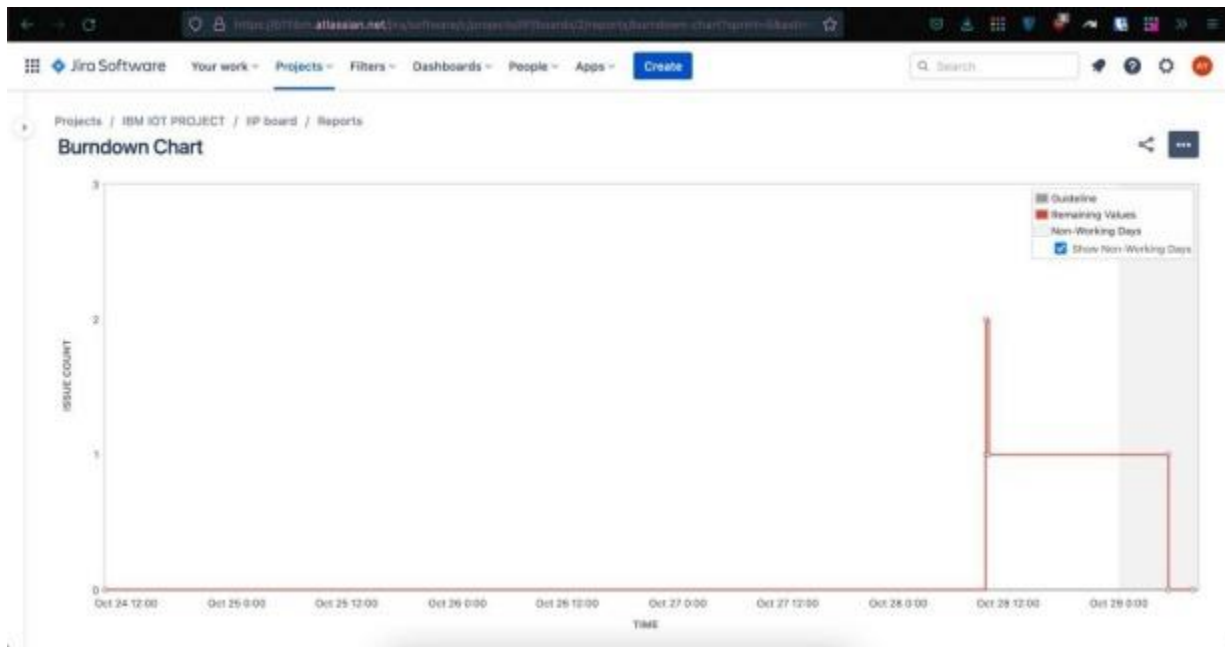 atlassian.net
Jira Software Your work Projects Filters Dashboards People Apps Create Search
Projects / IBM IOT PROJECT / IIP board / Reports
Burndown Chart
Guideline
Remaining Values
Non-Working Days
Show Non-Working Days
3
2
1
0
ISSUE COUNT
Oct 24 12:00 Oct 25 0:00 Oct 25 12:00 Oct 26 0:00 Oct 26 12:00 Oct 27 0:00 Oct 27 12:00 Oct 28 0:00 Oct 28 12:00 Oct 29 0:00
TIME